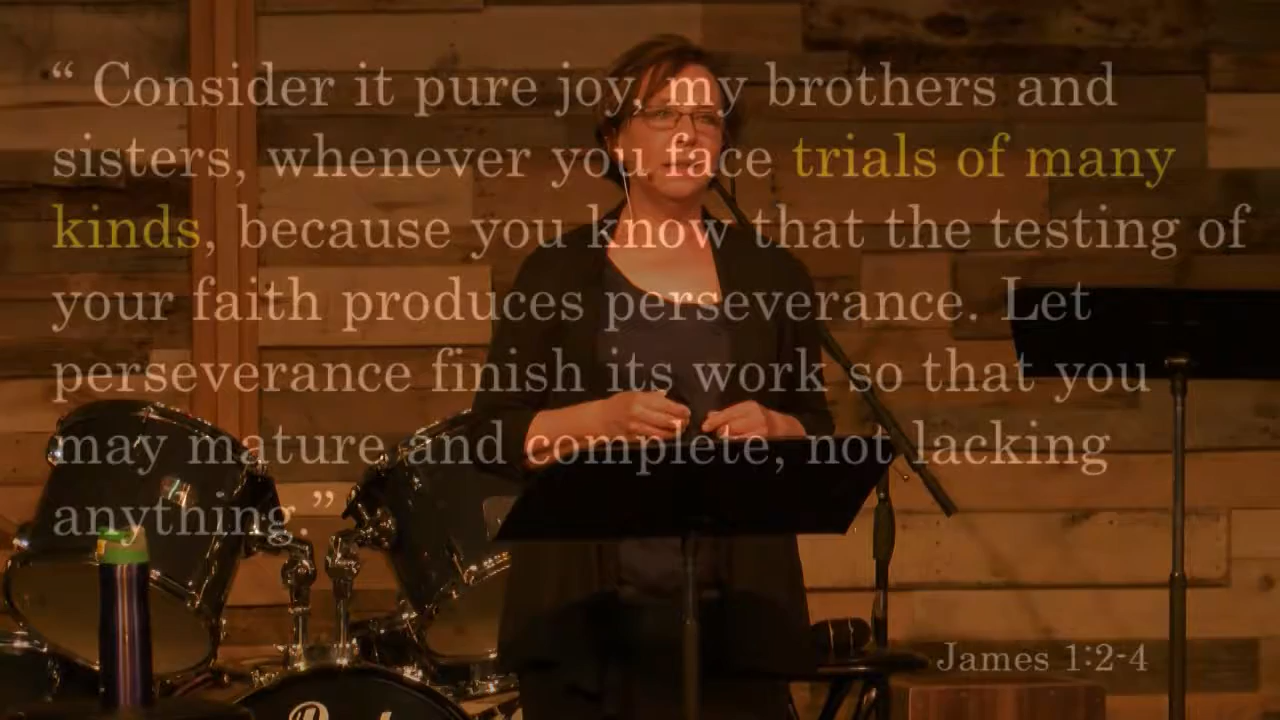 “ Consider it pure joy, my brothers and
sisters, whenever you face trials of many
kinds, because you know that the testing of
your faith produces perseverance. Let
perseverance finish its work so that you
may mature and complete, not lacking
anything.”
James 1:2-4